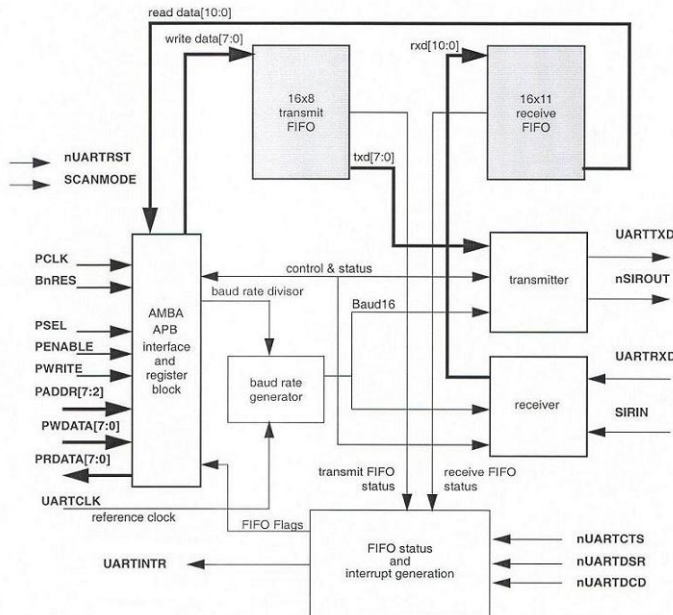 read data[10:0]
write data[7:0]
rxd[10:0]
16x8
transmit
FIFO
16x11
receive
FIFO
txd[7:0]
nUARTRST
SCANMODE
UARTTXD
PCLK
control & status
transmitter
BnRES
baud rate divisor
nSIROUT
AMBA
APB
interface
and
register
block
Baud16
PSEL
PENABLE
PWRITE
PADDR[7:2]
PWDATA[7:0]
PRDATA[7:0]
baud rate
generator
UARTRXD
receiver
SIRIN
transmit FIFO
status
receive FIFO
status
UARTCLK
reference clock
FIFO Flags
FIFO status
and
interrupt generation
nUARTCTS
nUARTDSR
nUARTDCD
UARTINTR